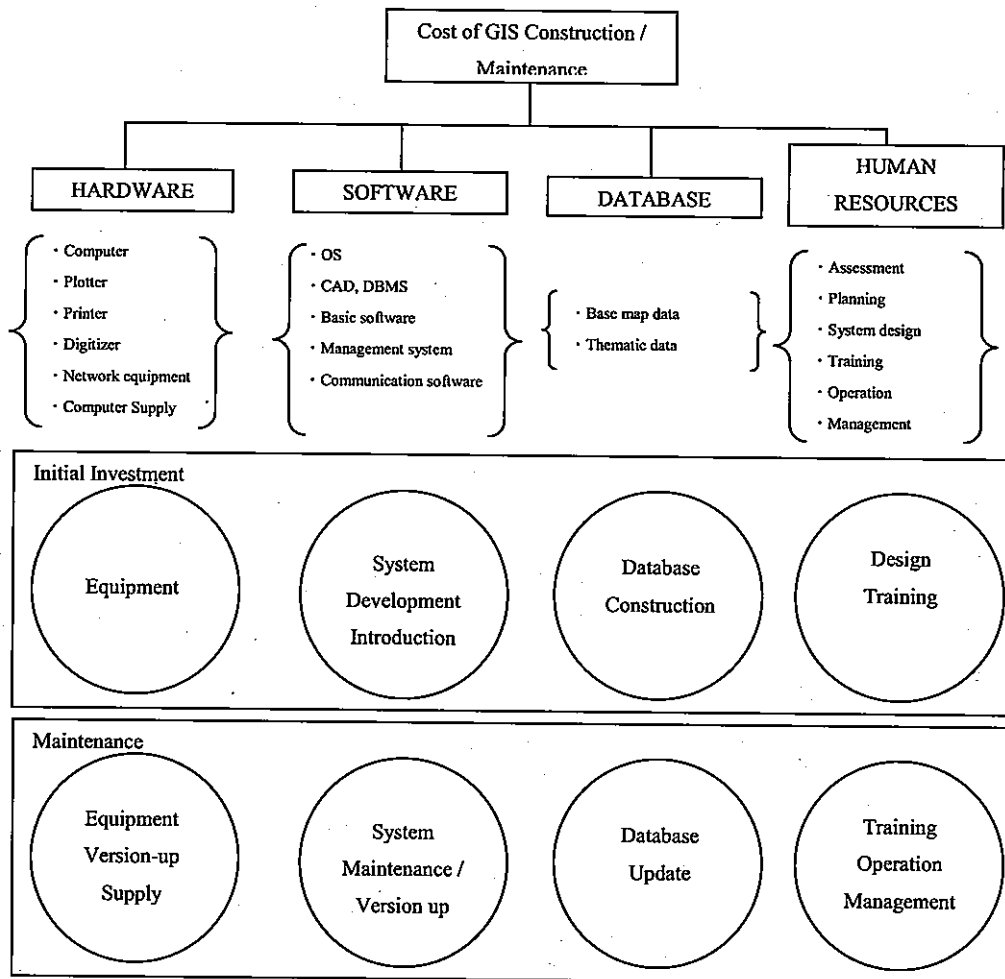 Cost of GIS Construction /
Maintenance
HARDWARE
SOFTWARE
DATABASE
HUMAN
RESOURCES
・Computer
・Plotter
・Printer
・Digitizer
・Network equipment
・Computer Supply
・OS
・CAD, DBMS
・Basic software
・Management system
・Communication software
・Base map data
・Thematic data
・Assessment
・Planning
・System design
・Training
・Operation
・Management
Initial Investment
Equipment
System
Development
Introduction
Database
Construction
Design
Training
Maintenance
Equipment
Version-up
Supply
System
Maintenance /
Version up
Database
Update
Training
Operation
Management